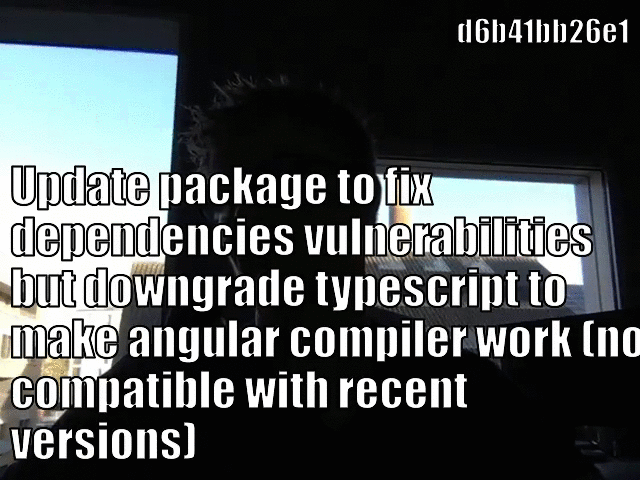 d6b41bb26e1
Update package to fix
dependencies vulnerabilities
but downgrade typescript to
make angular compiler work (no
compatible with recent
versions)